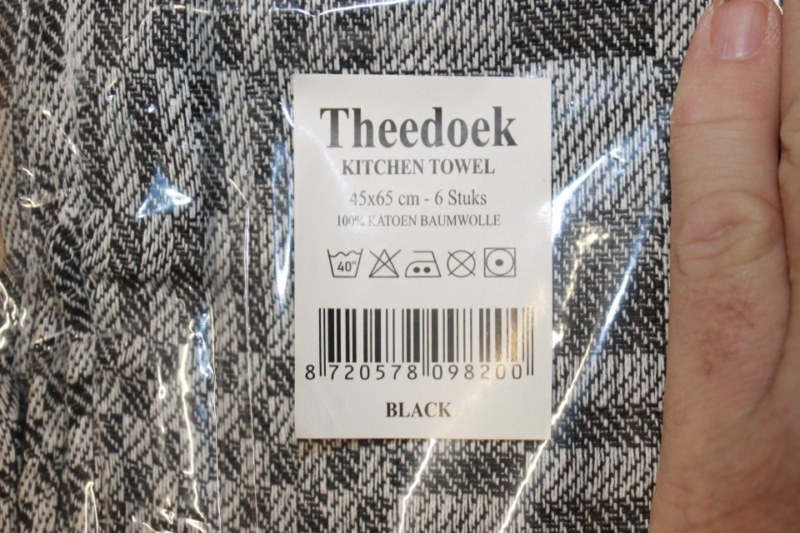 Theedoek
KITCHEN TOWEL
45x65 cm - 6 Stuks
100% KATOEN BAUMWOLLE
40°
8 720578 098200
BLACK